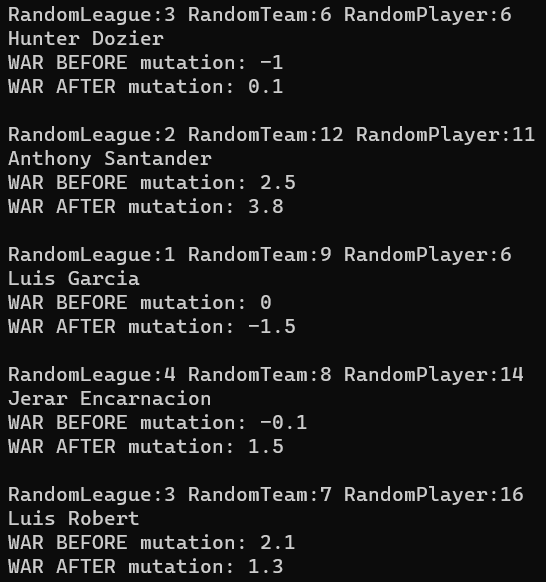 RandomLeague:3 RandomTeam:6 RandomPlayer:6
Hunter Dozier
WAR BEFORE mutation: -1
WAR AFTER mutation: 0.1
RandomLeague:2 RandomTeam:12 RandomPlayer:11
Anthony Santander
WAR BEFORE mutation: 2.5
WAR AFTER mutation: 3.8
RandomLeague:1 RandomTeam:9 RandomPlayer:6
Luis Garcia
WAR BEFORE mutation: 0
WAR AFTER mutation: -1.5
RandomLeague:4 RandomTeam:8 RandomPlayer:14
Jerar Encarnacion
WAR BEFORE mutation: -0.1
WAR AFTER mutation: 1.5
RandomLeague:3 RandomTeam:7 RandomPlayer:16
Luis Robert
WAR BEFORE mutation: 2.1
WAR AFTER mutation: 1.3